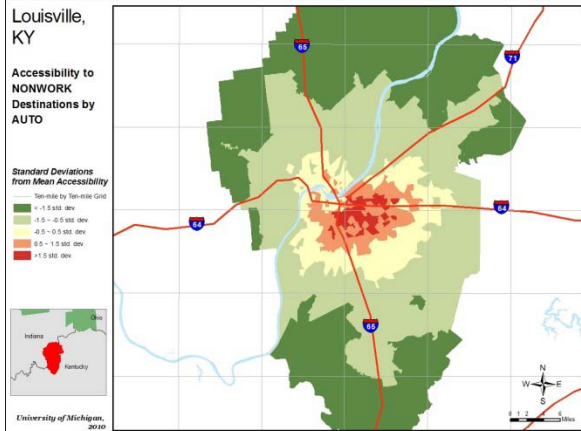 Louisville,
KY
Accessibility to
NONWORK
Destinations by
AUTO
Standard Deviations
from Mean Accessibility
Ten-mile by Ten-mile Grid
< -1.5 std. dev.
-1.5 ~ -0.5 std. dev.
-0.5 ~ 0.5 std. dev.
0.5 ~ 1.5 std. dev.
>1.5 std. dev.
Ohio
Indiana
Kentucky
University of Michigan,
2010
65
71
64
64
65
N
W E
S
0 1 2 4 6
Miles